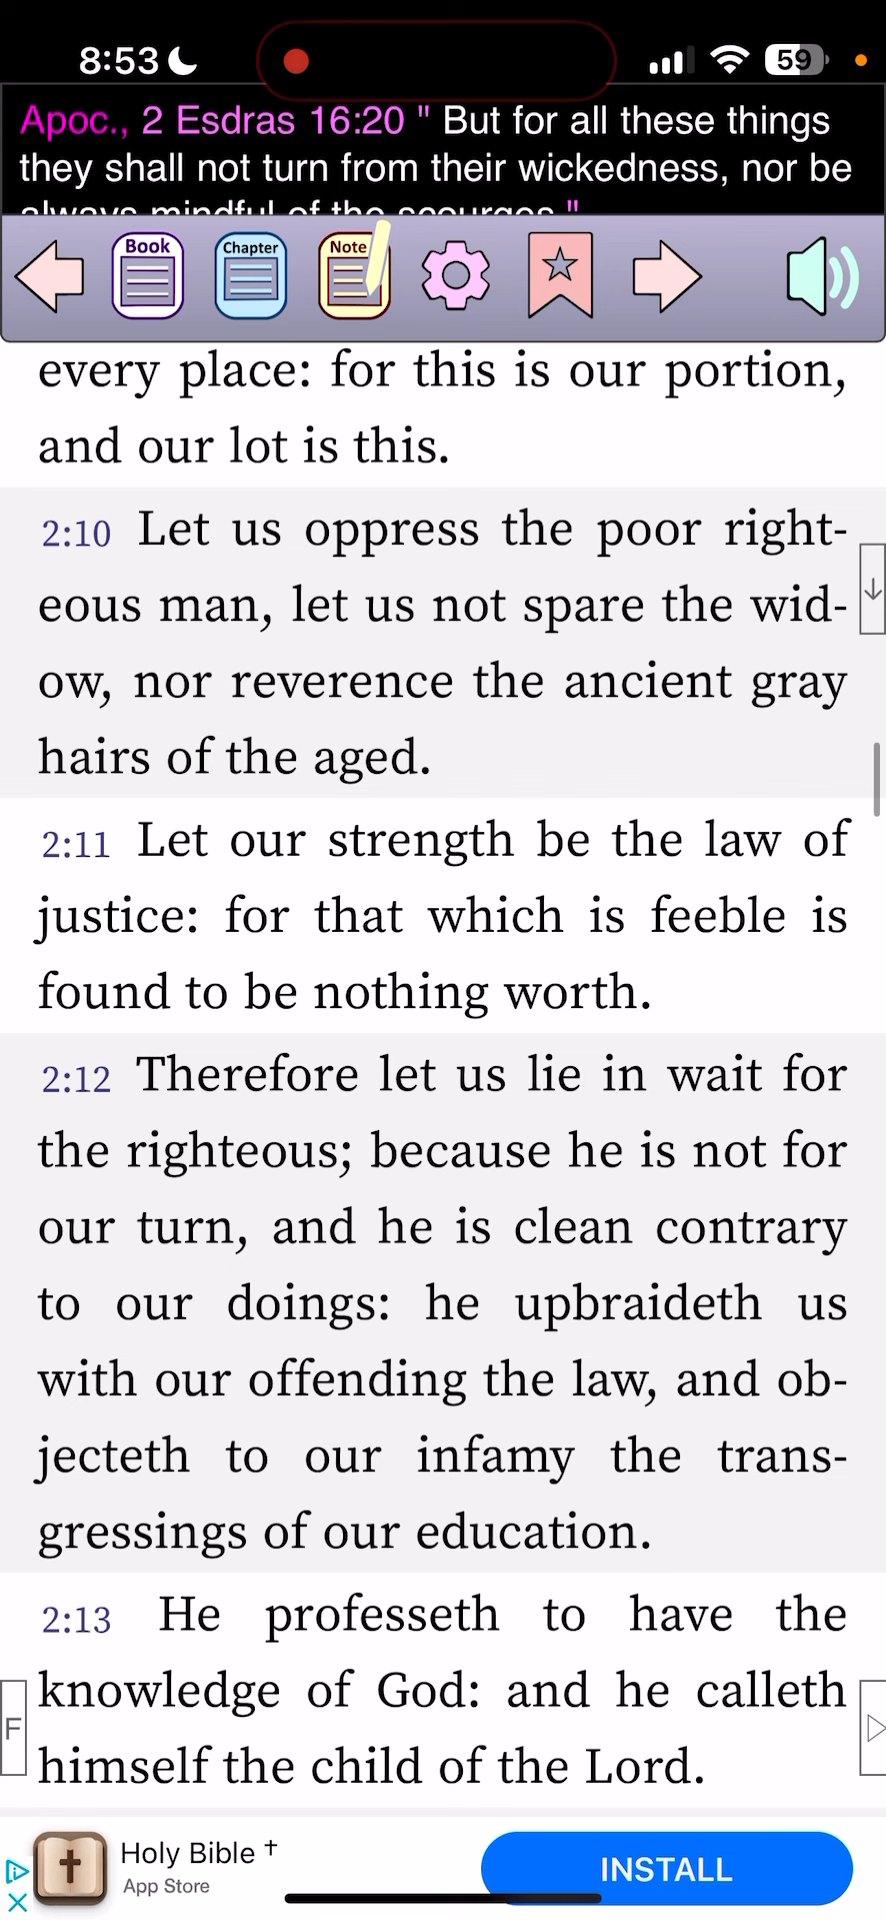 8:53
59
Apoc., 2 Esdras 16:20 " But for all these things
they shall not turn from their wickedness, nor be
always mindful of the scourges. "
Book
Chapter
Note
every place: for this is our portion,
and our lot is this.
2:10 Let us oppress the poor right-
eous man, let us not spare the wid-
ow, nor reverence the ancient gray
hairs of the aged.
2:11 Let our strength be the law of
justice: for that which is feeble is
found to be nothing worth.
2:12 Therefore let us lie in wait for
the righteous; because he is not for
our turn, and he is clean contrary
to our doings: he upbraideth us
with our offending the law, and ob-
jecteth to our infamy the trans-
gressings of our education.
2:13 He professeth to have the
knowledge of God: and he calleth
F
himself the child of the Lord.
Holy Bible †
App Store
INSTALL